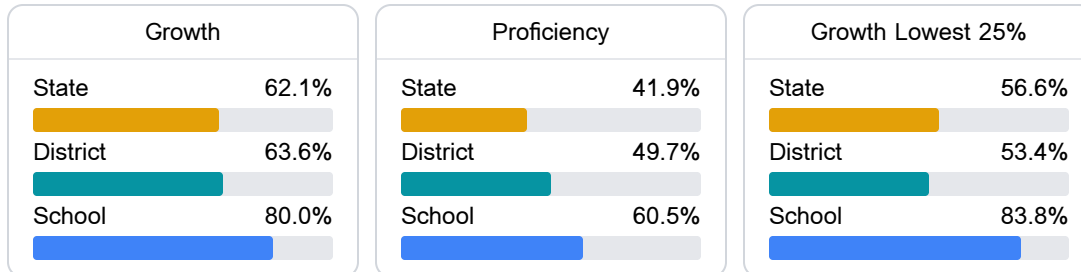 Growth
State 62.1%
District 63.6%
School 80.0%
Proficiency
State 41.9%
District 49.7%
School 60.5%
Growth Lowest 25%
State 56.6%
District 53.4%
School 83.8%